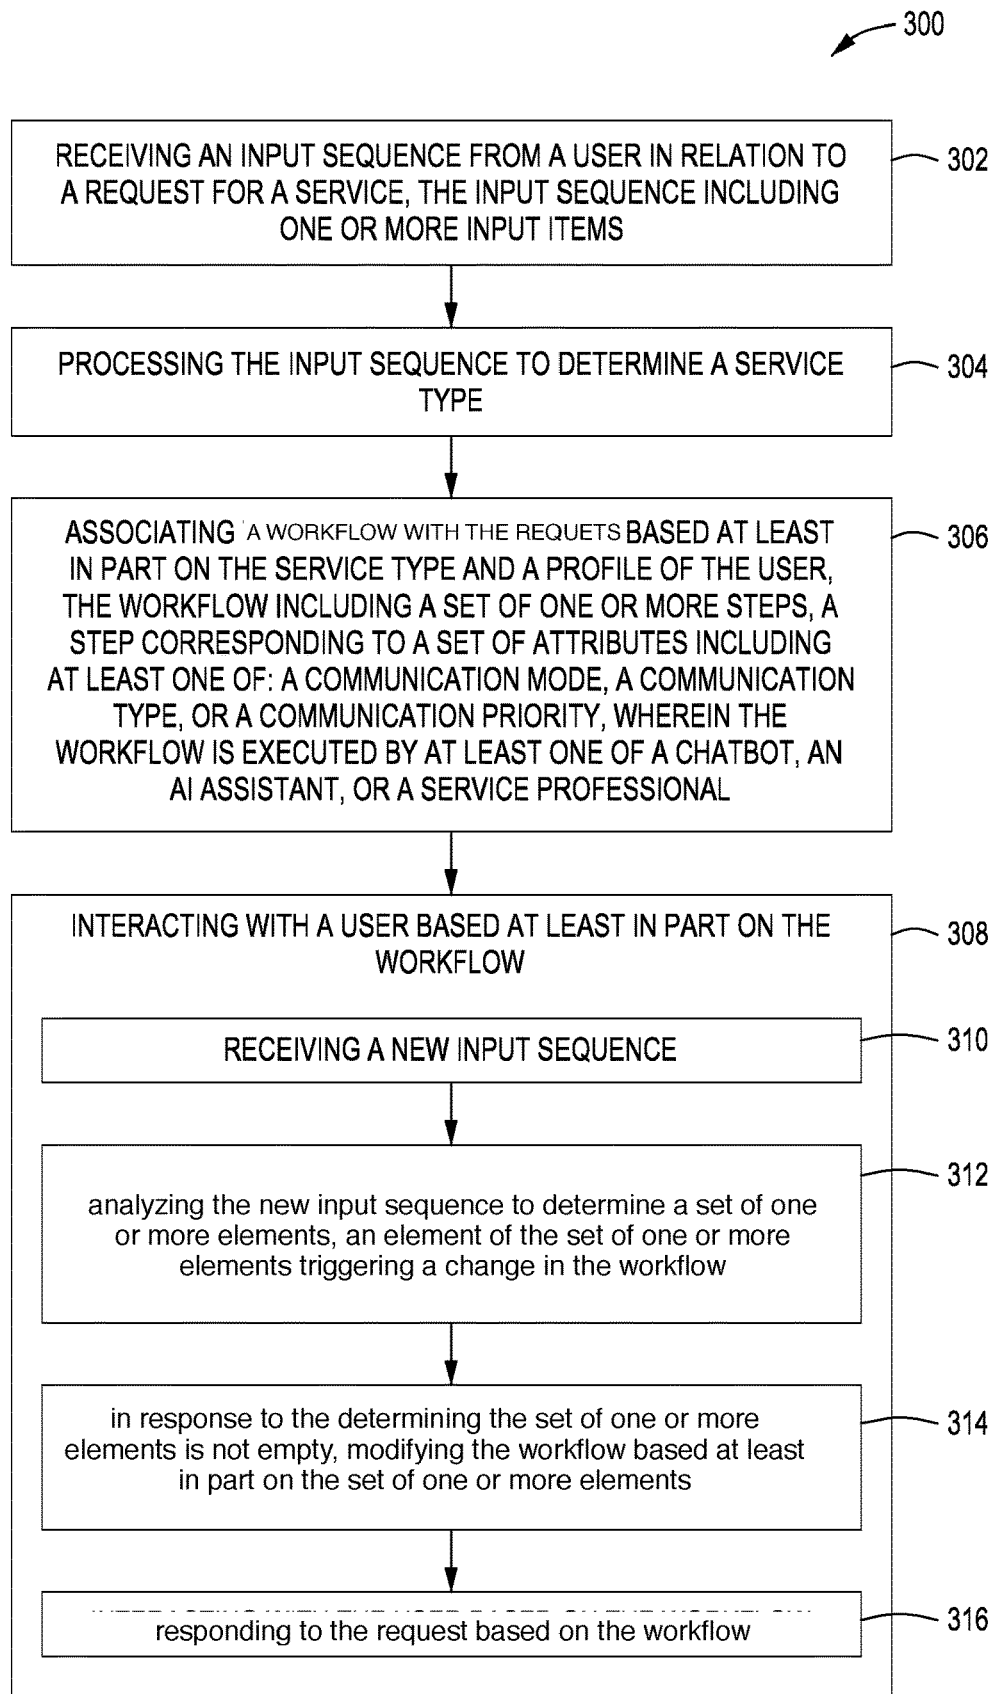 300
RECEIVING AN INPUT SEQUENCE FROM A USER IN RELATION TO
A REQUEST FOR A SERVICE, THE INPUT SEQUENCE INCLUDING
ONE OR MORE INPUT ITEMS
302
PROCESSING THE INPUT SEQUENCE TO DETERMINE A SERVICE
TYPE
304
ASSOCIATING A WORKFLOW WITH THE REQUETS BASED AT LEAST
IN PART ON THE SERVICE TYPE AND A PROFILE OF THE USER,
THE WORKFLOW INCLUDING A SET OF ONE OR MORE STEPS, A
STEP CORRESPONDING TO A SET OF ATTRIBUTES INCLUDING
AT LEAST ONE OF: A COMMUNICATION MODE, A COMMUNICATION
TYPE, OR A COMMUNICATION PRIORITY, WHEREIN THE
WORKFLOW IS EXECUTED BY AT LEAST ONE OF A CHATBOT, AN
AI ASSISTANT, OR A SERVICE PROFESSIONAL
306
INTERACTING WITH A USER BASED AT LEAST IN PART ON THE
WORKFLOW
308
RECEIVING A NEW INPUT SEQUENCE
310
analyzing the new input sequence to determine a set of one
or more elements, an element of the set of one or more
elements triggering a change in the workflow
312
in response to the determining the set of one or more
elements is not empty, modifying the workflow based at least
in part on the set of one or more elements
314
responding to the request based on the workflow
316